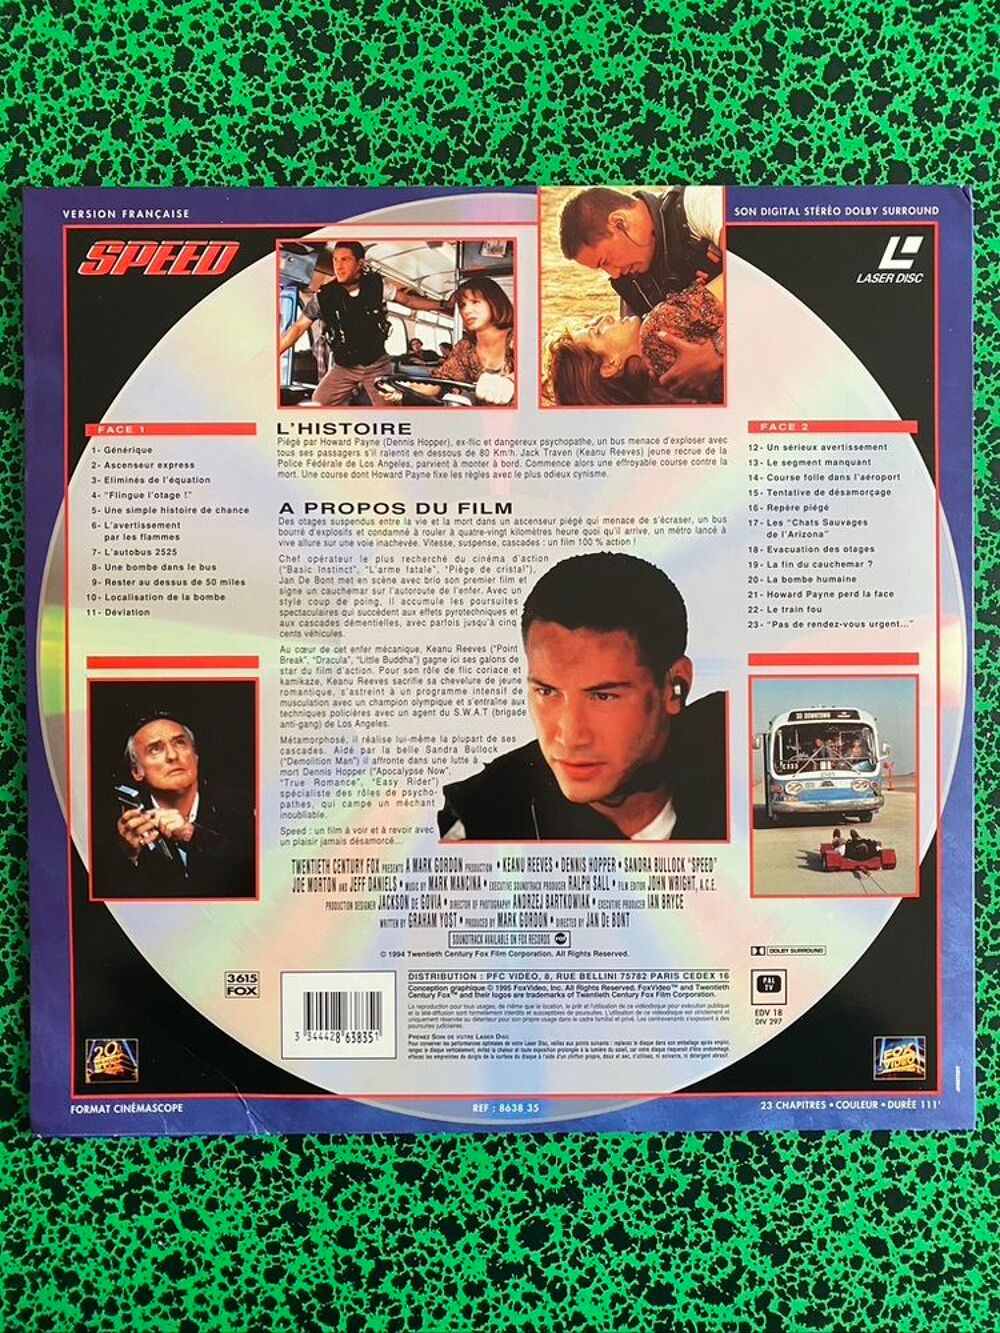 VERSION FRANÇAISE
SON DIGITAL STÉRÉO DOLBY SURROUND
SPEED
LASER DISC
FACE 1
1- Générique
2- Ascenseur express
3- Eliminés de l'équation
4- "Flingue l'otage !"
5- Une simple histoire de chance
6- L'avertissement
par les flammes
7- L'autobus 2525
8- Une bombe dans le bus
9- Rester au dessus de 50 miles
10- Localisation de la bombe
11- Déviation
L'HISTOIRE
Piégé par Howard Payne (Dennis Hopper), ex-flic et dangereux psychopathe, un bus menace d'exploser avec
tous ses passagers s'il ralentit en dessous de 80 Km/h. Jack Traven (Keanu Reeves) jeune recrue de la
Police Fédérale de Los Angeles, parvient à monter à bord. Commence alors une effroyable course contre la
mort. Une course dont Howard Payne fixe les règles avec le plus odieux cynisme.
A PROPOS DU FILM
Des otages suspendus entre la vie et la mort dans un ascenseur piégé qui menace de s'écraser, un bus
bourré d'explosifs et condamné à rouler à quatre-vingt kilomètres heure quoi qu'il arrive, un métro lancé à
vive allure sur une voie inachevée. Vitesse, suspense, cascades : un film 100 % action !
Chef opérateur le plus recherché du cinéma d'action
("Basic Instinct", "L'arme fatale", "Piège de cristal"),
Jan De Bont met en scène avec brio son premier film et
signe un cauchemar sur l'autoroute de l'enfer. Avec un
style coup de poing, il accumule les poursuites
spectaculaires qui succèdent aux effets pyrotechniques et
aux cascades démentielles, avec parfois jusqu'à cinq
cents véhicules.
Au cœur de cet enfer mécanique, Keanu Reeves ("Point
Break", "Dracula", "Little Buddha") gagne ici ses galons de
star du film d'action. Pour son rôle de flic coriace et
kamikaze, Keanu Reeves sacrifie sa chevelure de jeune
romantique, s'astreint à un programme intensif de
musculation avec un champion olympique et s'entraîne aux
techniques policières avec un agent du S.W.A.T (brigade
anti-gang) de Los Angeles.
Métamorphosé, il réalise lui-même la plupart de ses
cascades. Aidé par la belle Sandra Bullock
("Demolition Man") il affronte dans une lutte à
mort Dennis Hopper ("Apocalypse Now",
"True Romance", "Easy Rider")
spécialiste des rôles de psycho-
pathes, qui campe un méchant
inoubliable.
Speed : un film à voir et à revoir avec
un plaisir jamais désamorcé...
FACE 2
12- Un sérieux avertissement
13- Le segment manquant
14- Course folle dans l'aéroport
15- Tentative de désamorçage
16- Repère piégé
17- Les "Chats Sauvages
de l'Arizona"
18- Evacuation des otages
19- La fin du cauchemar ?
20- La bombe humaine
21- Howard Payne perd la face
22- Le train fou
23- "Pas de rendez-vous urgent..."
DOWNTOWN
2525
TWENTIETH CENTURY FOX PRESENTS A MARK GORDON PRODUCTION • KEANU REEVES • DENNIS HOPPER • SANDRA BULLOCK "SPEED"
JOE MORTON AND JEFF DANIELS • MUSIC BY MARK MANCINA • EXECUTIVE SOUNDTRACK PRODUCER RALPH SALL • FILM EDITOR JOHN WRIGHT, A.C.E.
PRODUCTION DESIGNER JACKSON DE GOVIA • DIRECTOR OF PHOTOGRAPHY ANDRZEJ BARTKOWIAK • EXECUTIVE PRODUCER IAN BRYCE
WRITTEN BY GRAHAM YOST • PRODUCED BY MARK GORDON • DIRECTED BY JAN DE BONT
SOUNDTRACK AVAILABLE ON FOX RECORDS
© 1994 Twentieth Century Fox Film Corporation. All Rights Reserved.
DOLBY SURROUND
3615
FOX
3 344428 638351
DISTRIBUTION : PFC VIDEO, 8, RUE BELLINI 75782 PARIS CEDEX 16
Conception graphique © 1995 FoxVideo, Inc. All Rights Reserved. FoxVideo™ and Twentieth
Century Fox™ and their logos are trademarks of Twentieth Century Fox Film Corporation.
PRENEZ SOIN DE VOTRE LASER DISC
PAL
TV
EDV 18
DIV 297
20
FOX
VIDEO
FORMAT CINÉMASCOPE
REF : 8638 35
23 CHAPITRES • COULEUR • DURÉE 111'